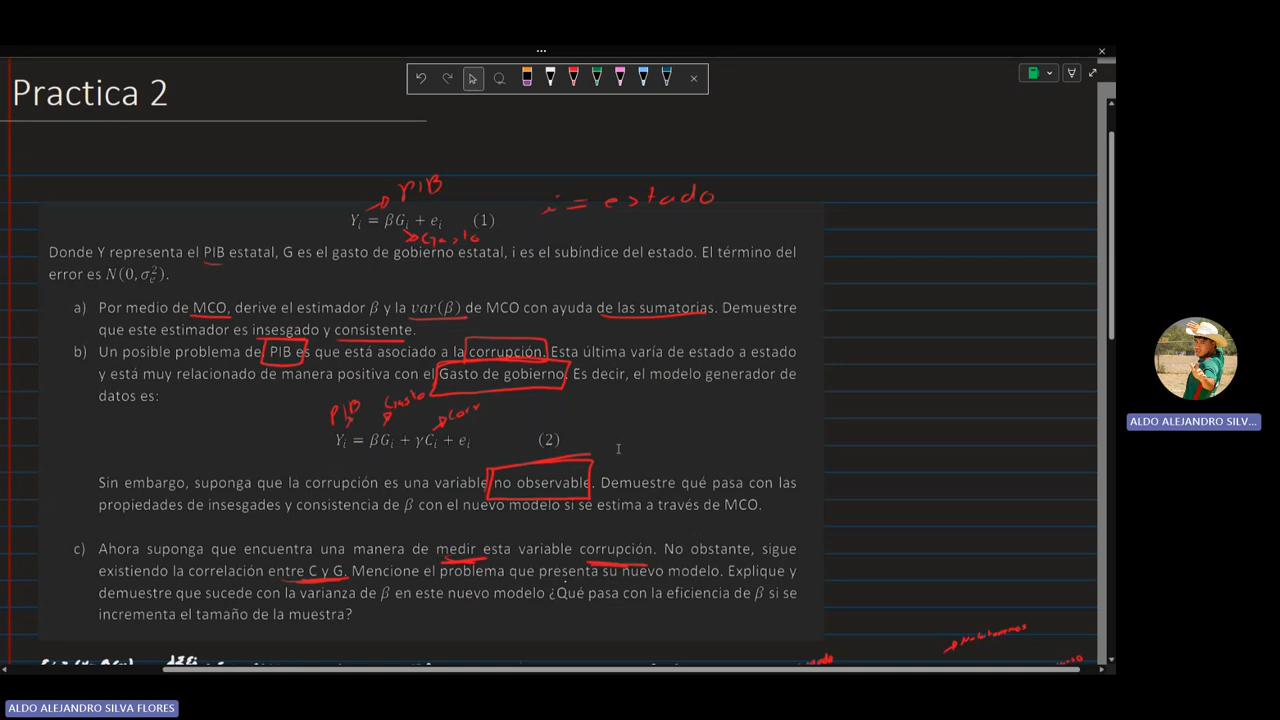 Practica 2
PIB
i = estado
Yi = βGi + ei (1)
Gasto
Donde Y representa el PIB estatal, G es el gasto de gobierno estatal, i es el subíndice del estado. El término del
error es N(0, σ²e).
a) Por medio de MCO, derive el estimador β y la var(β) de MCO con ayuda de las sumatorias. Demuestre
que este estimador es insesgado y consistente.
b) Un posible problema de PIB es que está asociado a la corrupción. Esta última varía de estado a estado
y está muy relacionado de manera positiva con el Gasto de gobierno. Es decir, el modelo generador de
datos es:
PIB Gasto Corr
Yi = βGi + γCi + ei (2)
Sin embargo, suponga que la corrupción es una variable no observable. Demuestre qué pasa con las
propiedades de insesgades y consistencia de β con el nuevo modelo si se estima a través de MCO.
c) Ahora suponga que encuentra una manera de medir esta variable corrupción. No obstante, sigue
existiendo la correlación entre C y G. Mencione el problema que presenta su nuevo modelo. Explique y
demuestre que sucede con la varianza de β en este nuevo modelo ¿Qué pasa con la eficiencia de β si se
incrementa el tamaño de la muestra?
ALDO ALEJANDRO SILV...
ALDO ALEJANDRO SILVA FLORES